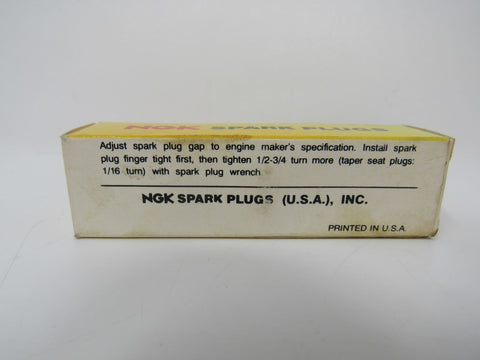 NGK SPARK PLUGS
Adjust spark plug gap to engine maker's specification. Install spark
plug finger tight first, then tighten 1/2-3/4 turn more (taper seat plugs:
1/16 turn) with spark plug wrench
NGK SPARK PLUGS (U.S.A.), INC.
PRINTED IN U.S.A.